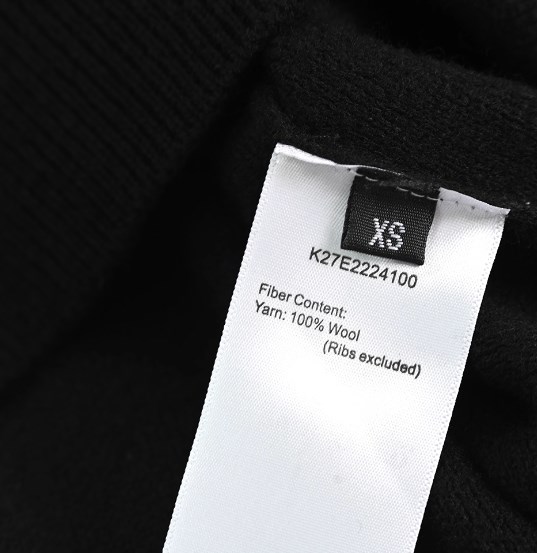 XS
K27E2224100
Fiber Content:
Yarn: 100% Wool
(Ribs excluded)